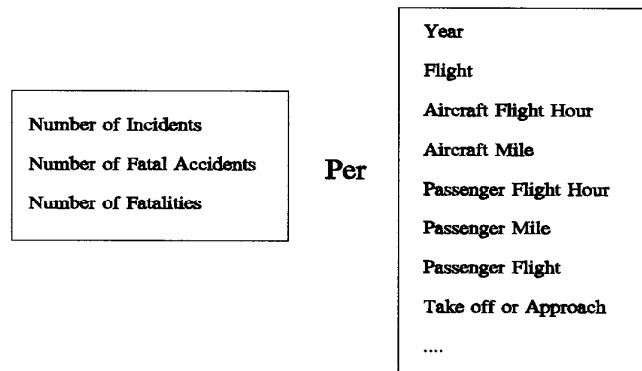 Number of Incidents
Number of Fatal Accidents
Number of Fatalities
Per
Year
Flight
Aircraft Flight Hour
Aircraft Mile
Passenger Flight Hour
Passenger Mile
Passenger Flight
Take off or Approach
....